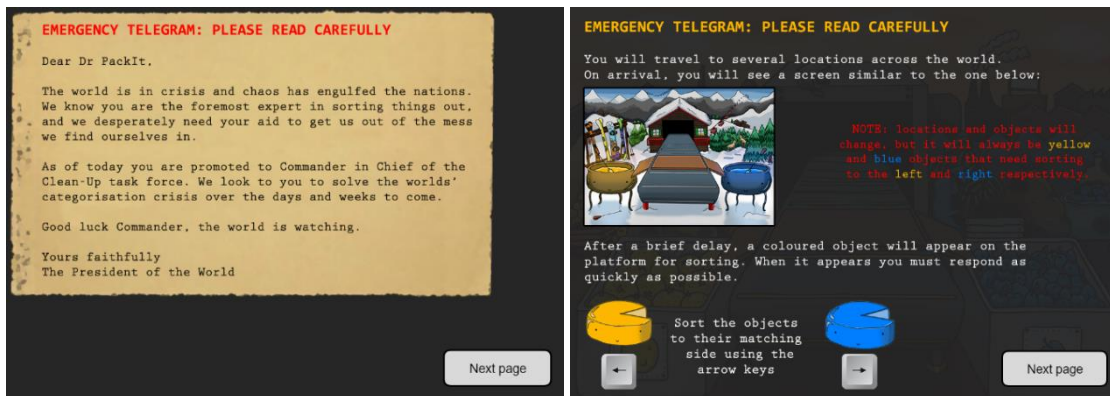 EMERGENCY TELEGRAM: PLEASE READ CAREFULLY
Dear Dr PackIt,
The world is in crisis and chaos has engulfed the nations.
We know you are the foremost expert in sorting things out,
and we desperately need your aid to get us out of the mess
we find ourselves in.
As of today you are promoted to Commander in Chief of the
Clean-Up task force. We look to you to solve the worlds'
categorisation crisis over the days and weeks to come.
Good luck Commander, the world is watching.
Yours faithfully
The President of the World
Next page
EMERGENCY TELEGRAM: PLEASE READ CAREFULLY
You will travel to several locations across the world.
On arrival, you will see a screen similar to the one below:
NOTE: locations and objects will
change, but it will always be yellow
and blue objects that need sorting
to the left and right respectively.
After a brief delay, a coloured object will appear on the
platform for sorting. When it appears you must respond as
quickly as possible.
Sort the objects
to their matching
side using the
arrow keys
←
→
Next page